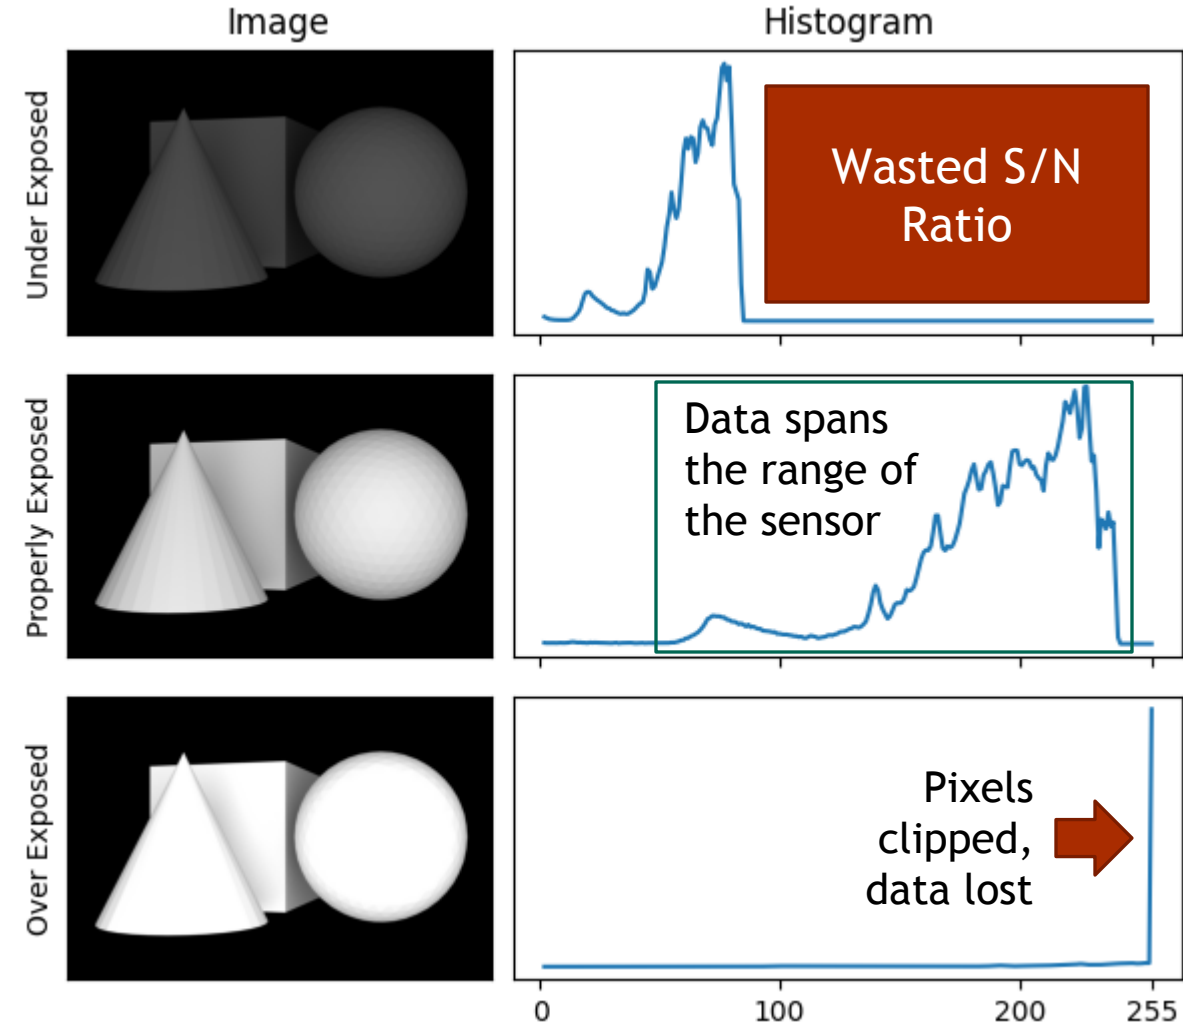 Image
Histogram
Under Exposed
Wasted S/N
Ratio
Properly Exposed
Data spans
the range of
the sensor
Over Exposed
Pixels
clipped,
data lost
0
100
200
255